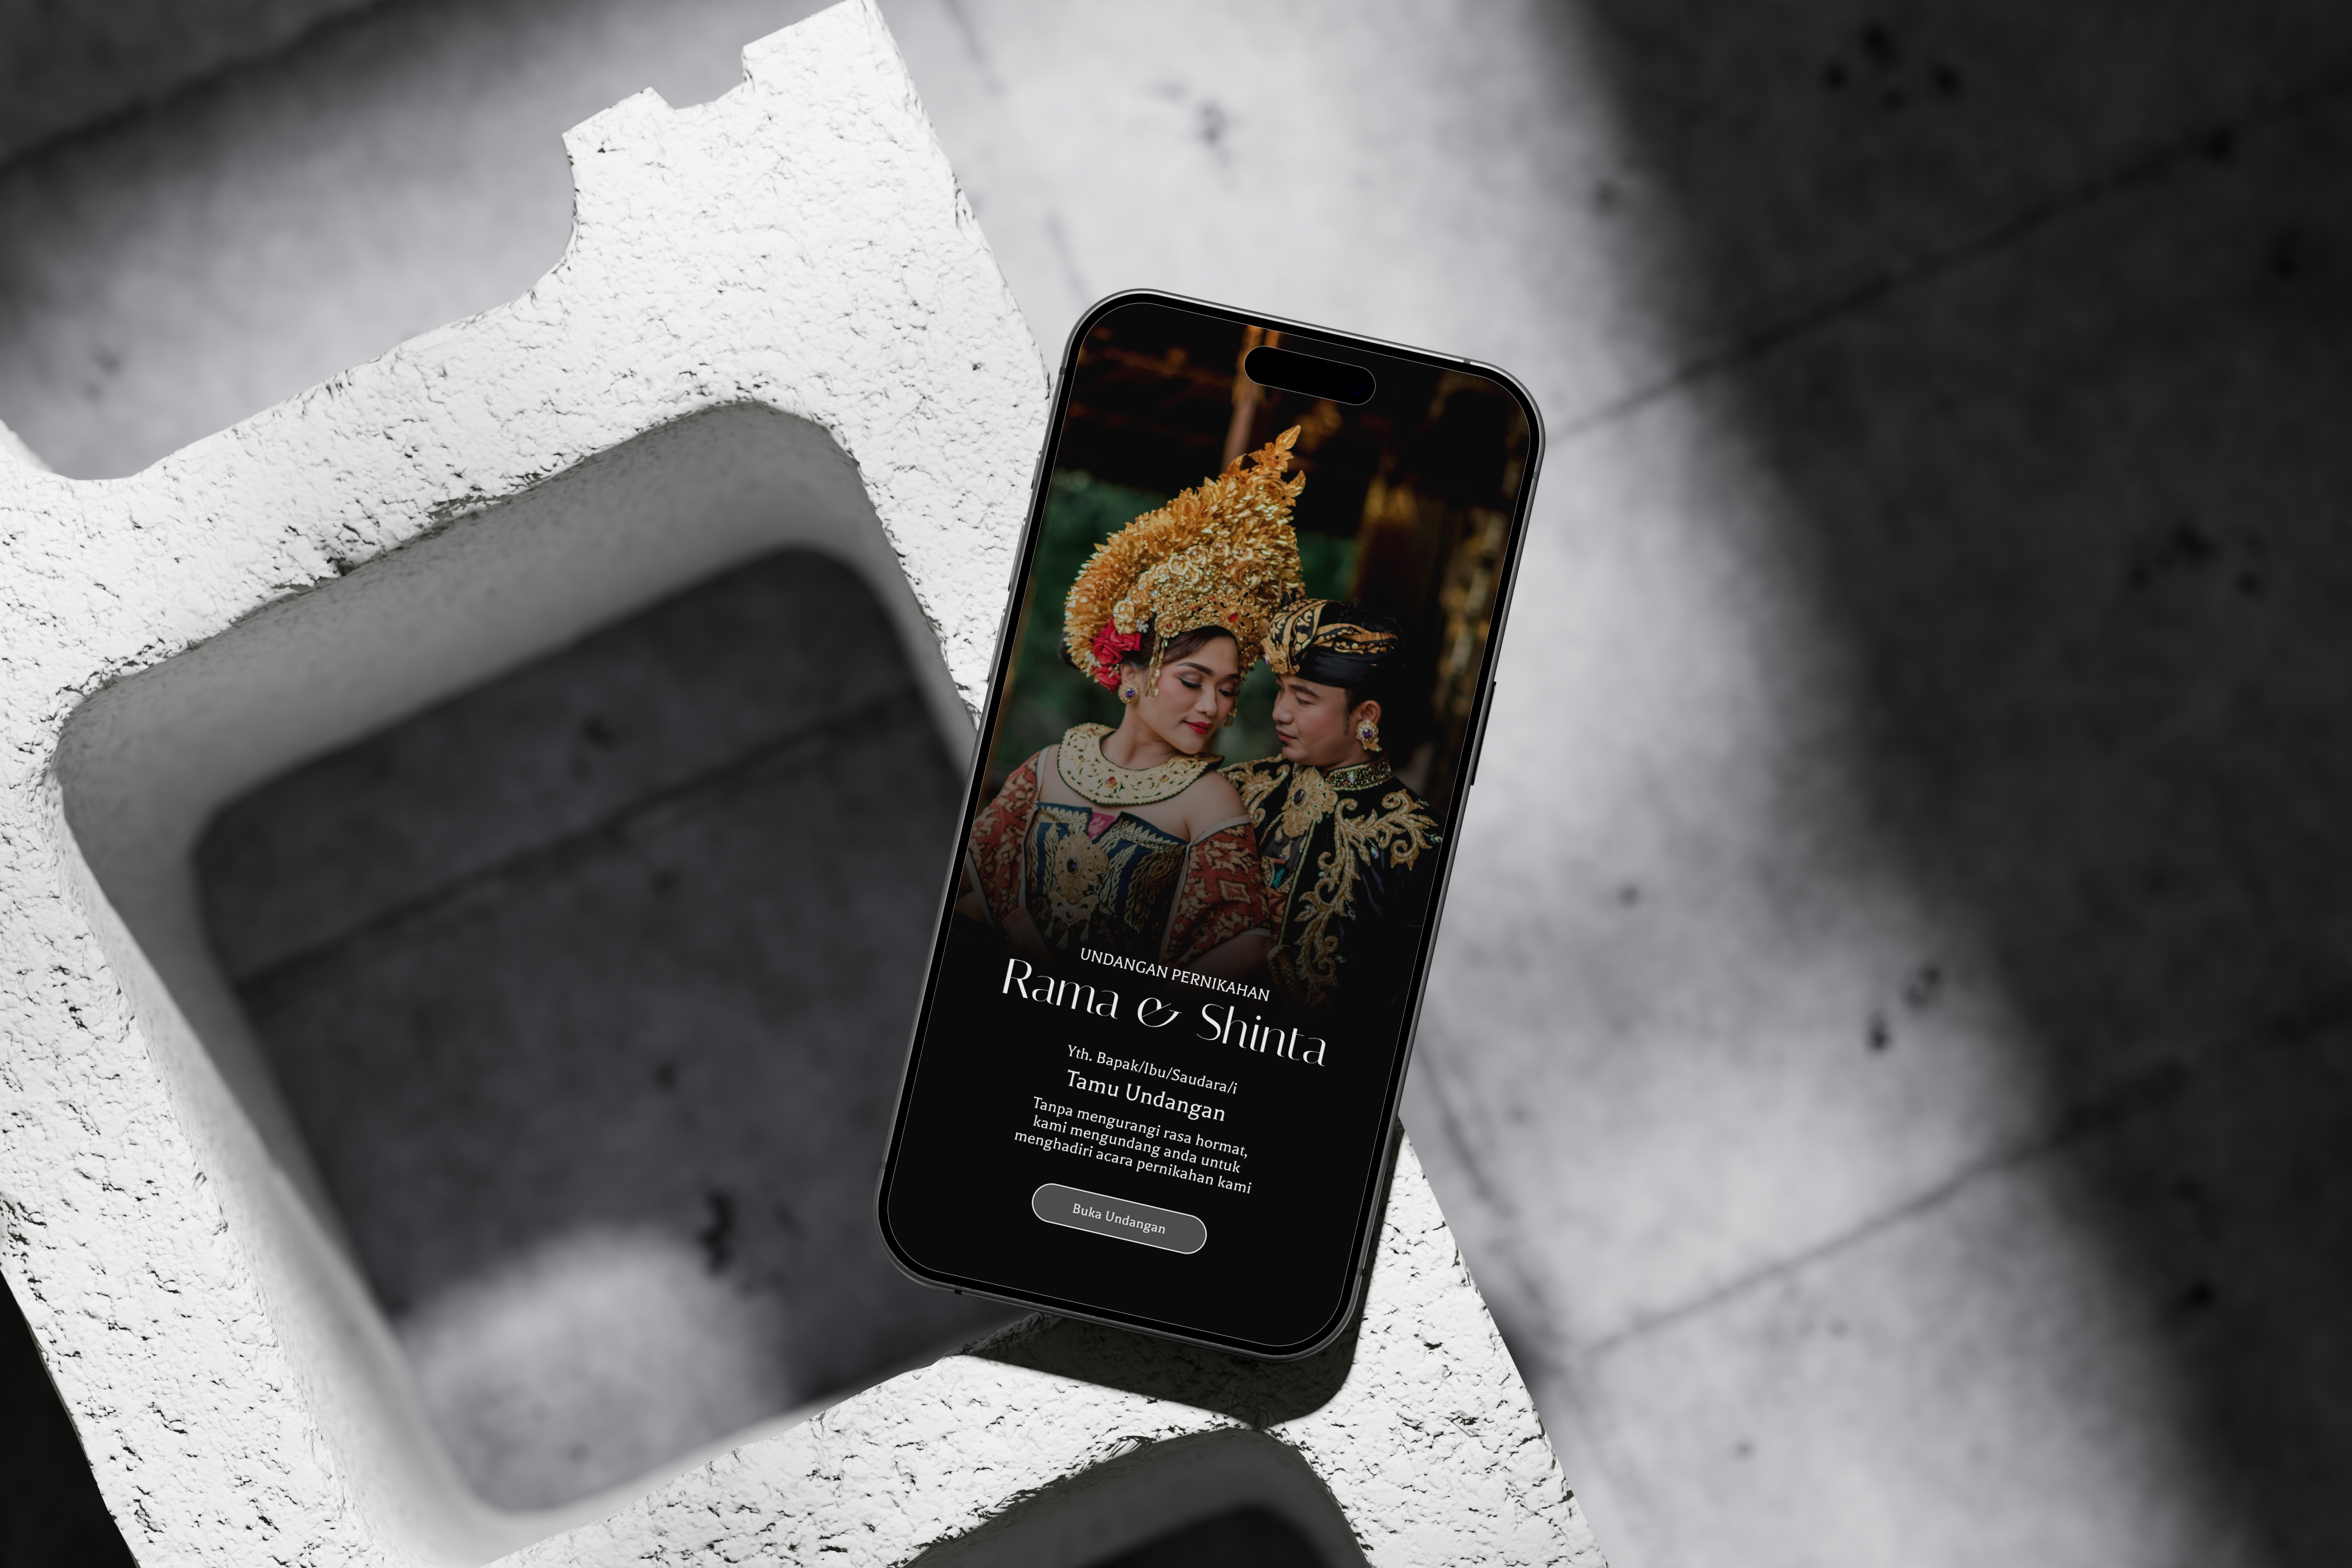 UNDANGAN PERNIKAHAN
Rama & Shinta
Yth. Bapak/Ibu/Saudara/i
Tamu Undangan
Tanpa mengurangi rasa hormat,
kami mengundang anda untuk
menghadiri acara pernikahan kami
Buka Undangan